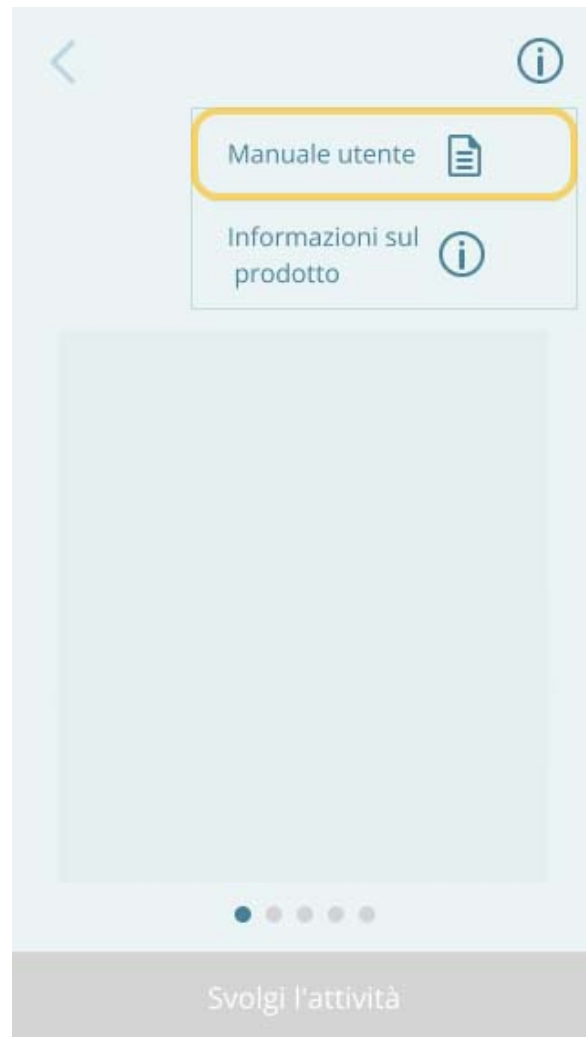 Manuale utente
Informazioni sul
prodotto
Svolgi l'attività